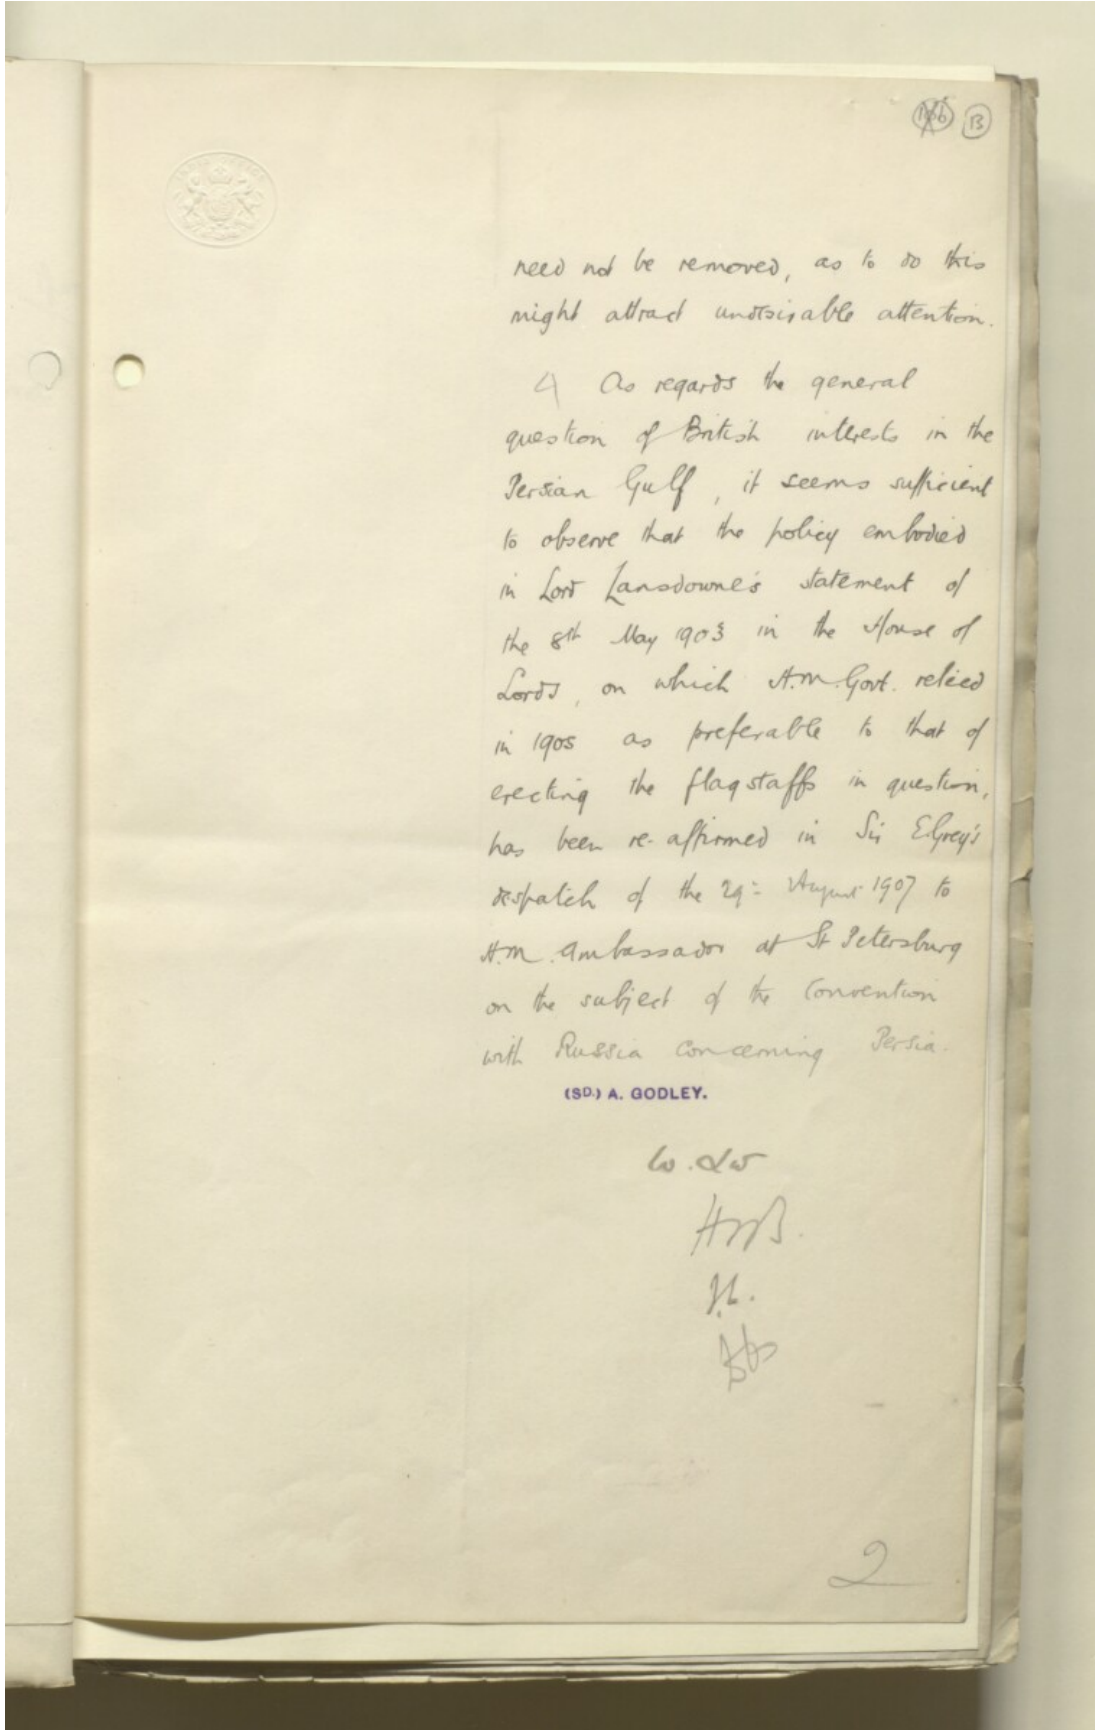 13
need not be removed, as to do this
might attract undesirable attention.
4 As regards the general
question of British interests in the
Persian Gulf, it seems sufficient
to observe that the policy embodied
in Lord Lansdowne's statement of
the 8th May 1903 in the House of
Lords, on which H.M. Govt. relied
in 1905 as preferable to that of
erecting the flagstaffs in question,
has been re-affirmed in Sir E. Grey's
despatch of the 29th August 1907 to
H.M. Ambassador at St Petersburg
on the subject of the Convention
with Russia concerning Persia.
(SD.) A. GODLEY.
2